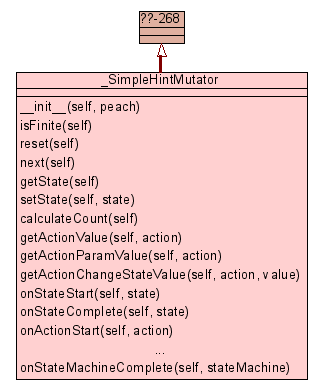 ??-268
_SimpleHintMutator
__init__(self, peach)
isFinite(self)
reset(self)
next(self)
getState(self)
setState(self, state)
calculateCount(self)
getActionValue(self, action)
getActionParamValue(self, action)
getActionChangeStateValue(self, action, value)
onStateStart(self, state)
onStateComplete(self, state)
onActionStart(self, action)
...
onStateMachineComplete(self, stateMachine)